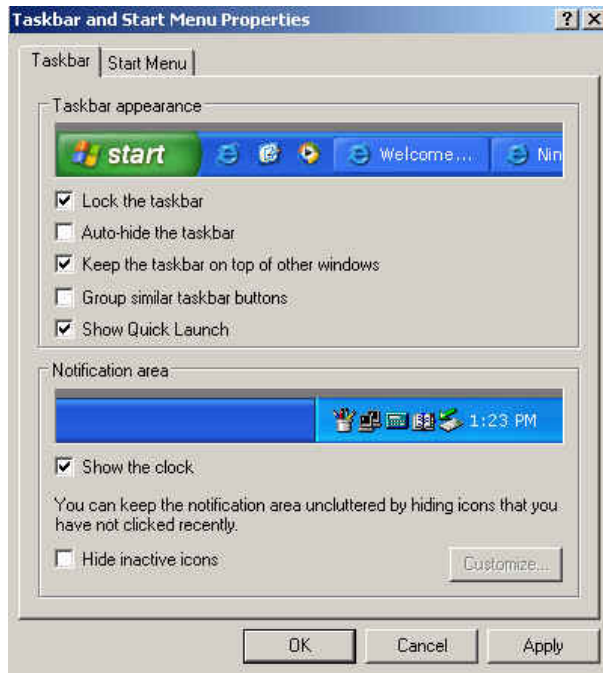 Taskbar and Start Menu Properties
Taskbar
Start Menu
Taskbar appearance
start
Welcome...
Nin
Lock the taskbar
Auto-hide the taskbar
Keep the taskbar on top of other windows
Group similar taskbar buttons
Show Quick Launch
Notification area
1:23 PM
Show the clock
You can keep the notification area uncluttered by hiding icons that you
have not clicked recently.
Hide inactive icons
Customize...
OK
Cancel
Apply